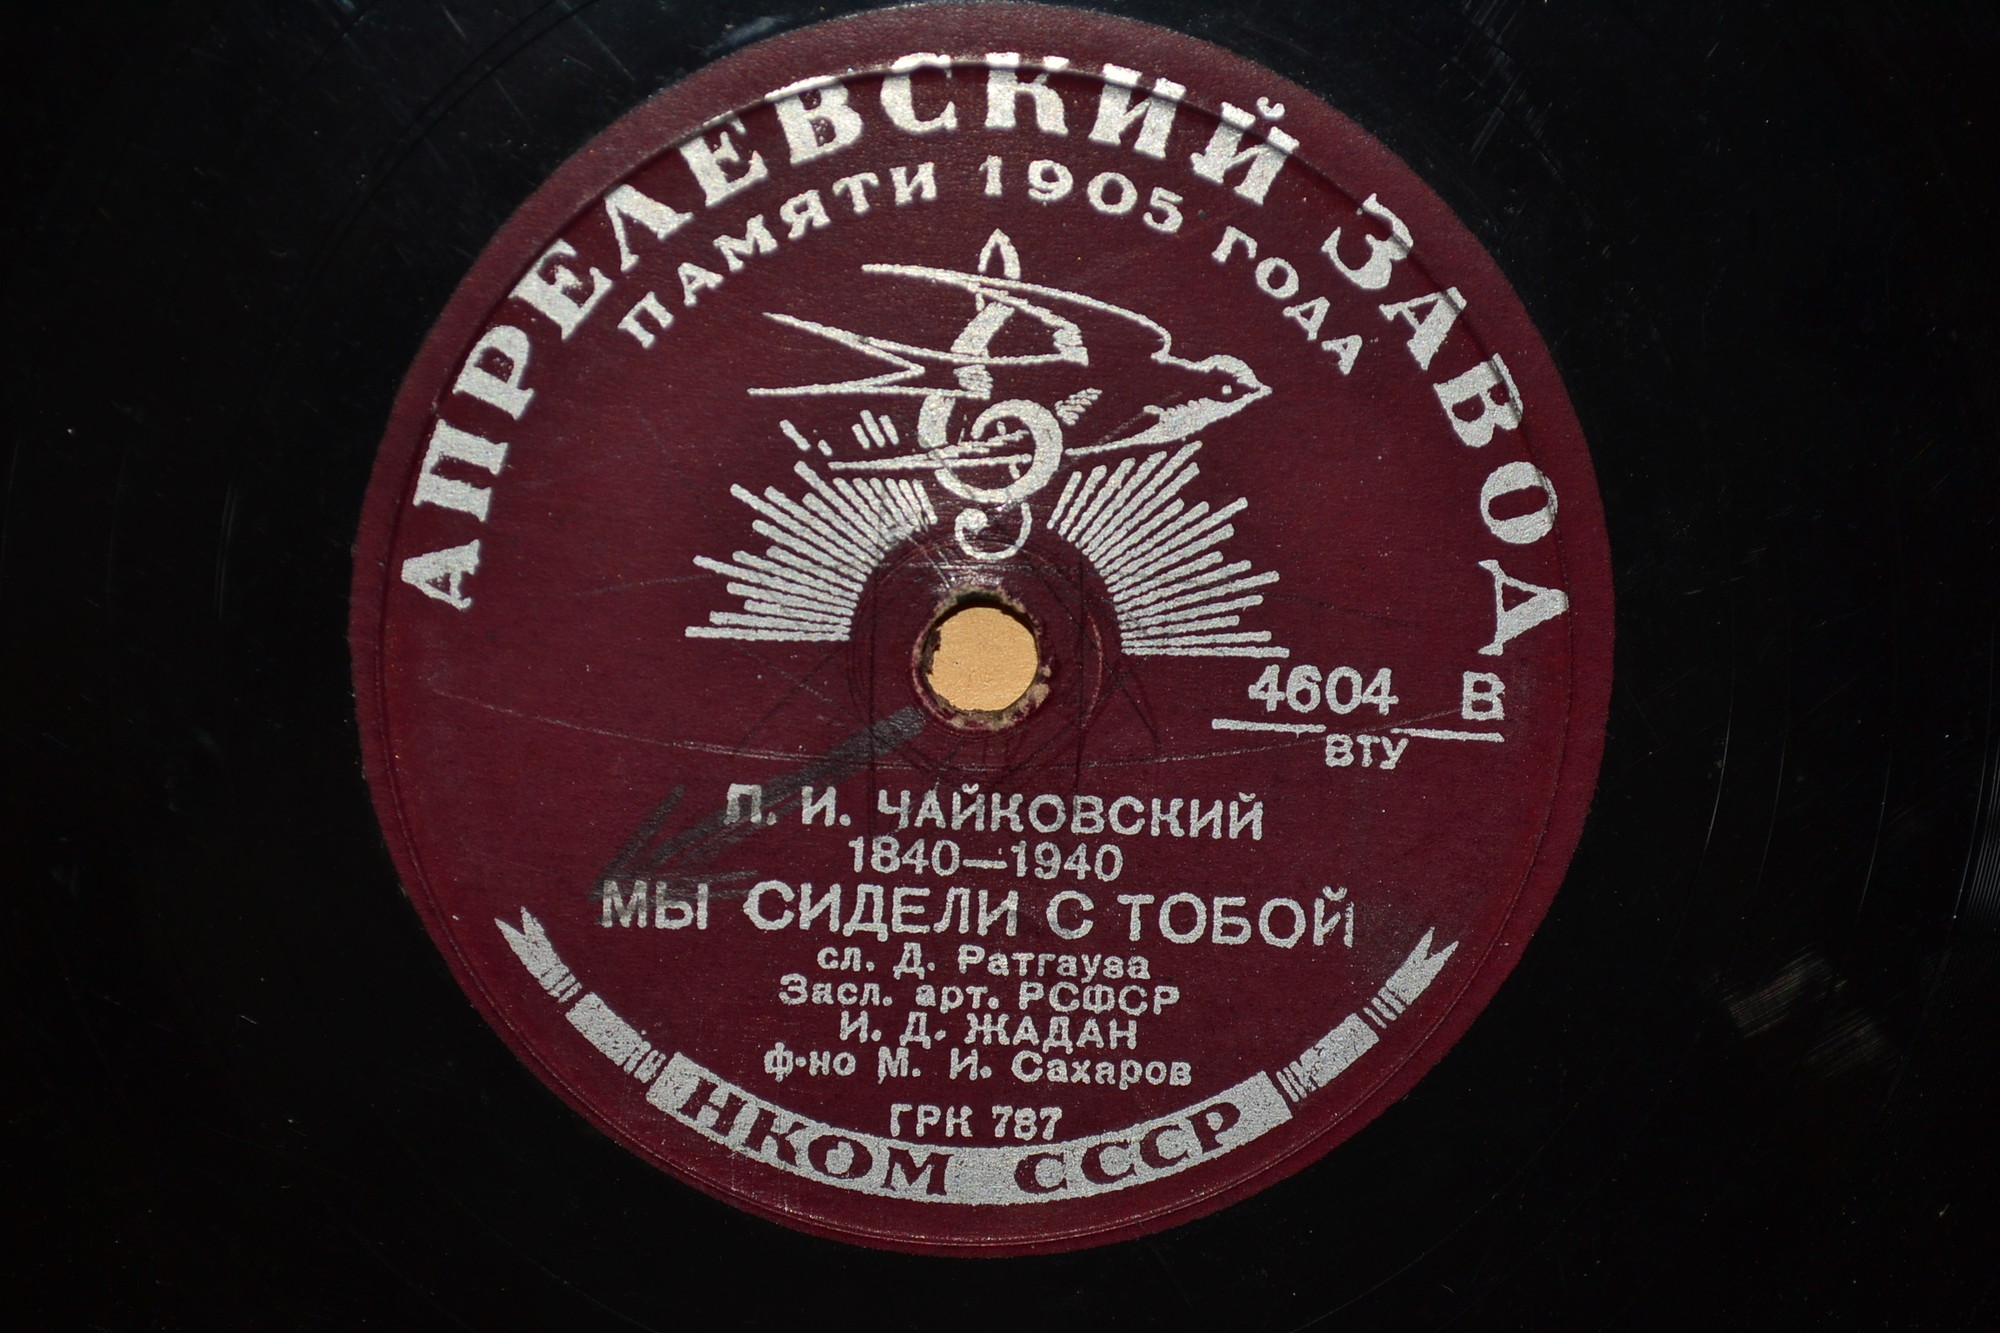 АПРЕЛЕВСКИЙ ЗАВОД
ПАМЯТИ 1905 ГОДА
4604 В
ВТУ
П. И. ЧАЙКОВСКИЙ
1840—1940
МЫ СИДЕЛИ С ТОБОЙ
сл. Д. Ратгауза
Засл. арт. РСФСР
И. Д. ЖАДАН
ф-но М. И. Сахаров
ГРК 787
НКОМ СССР